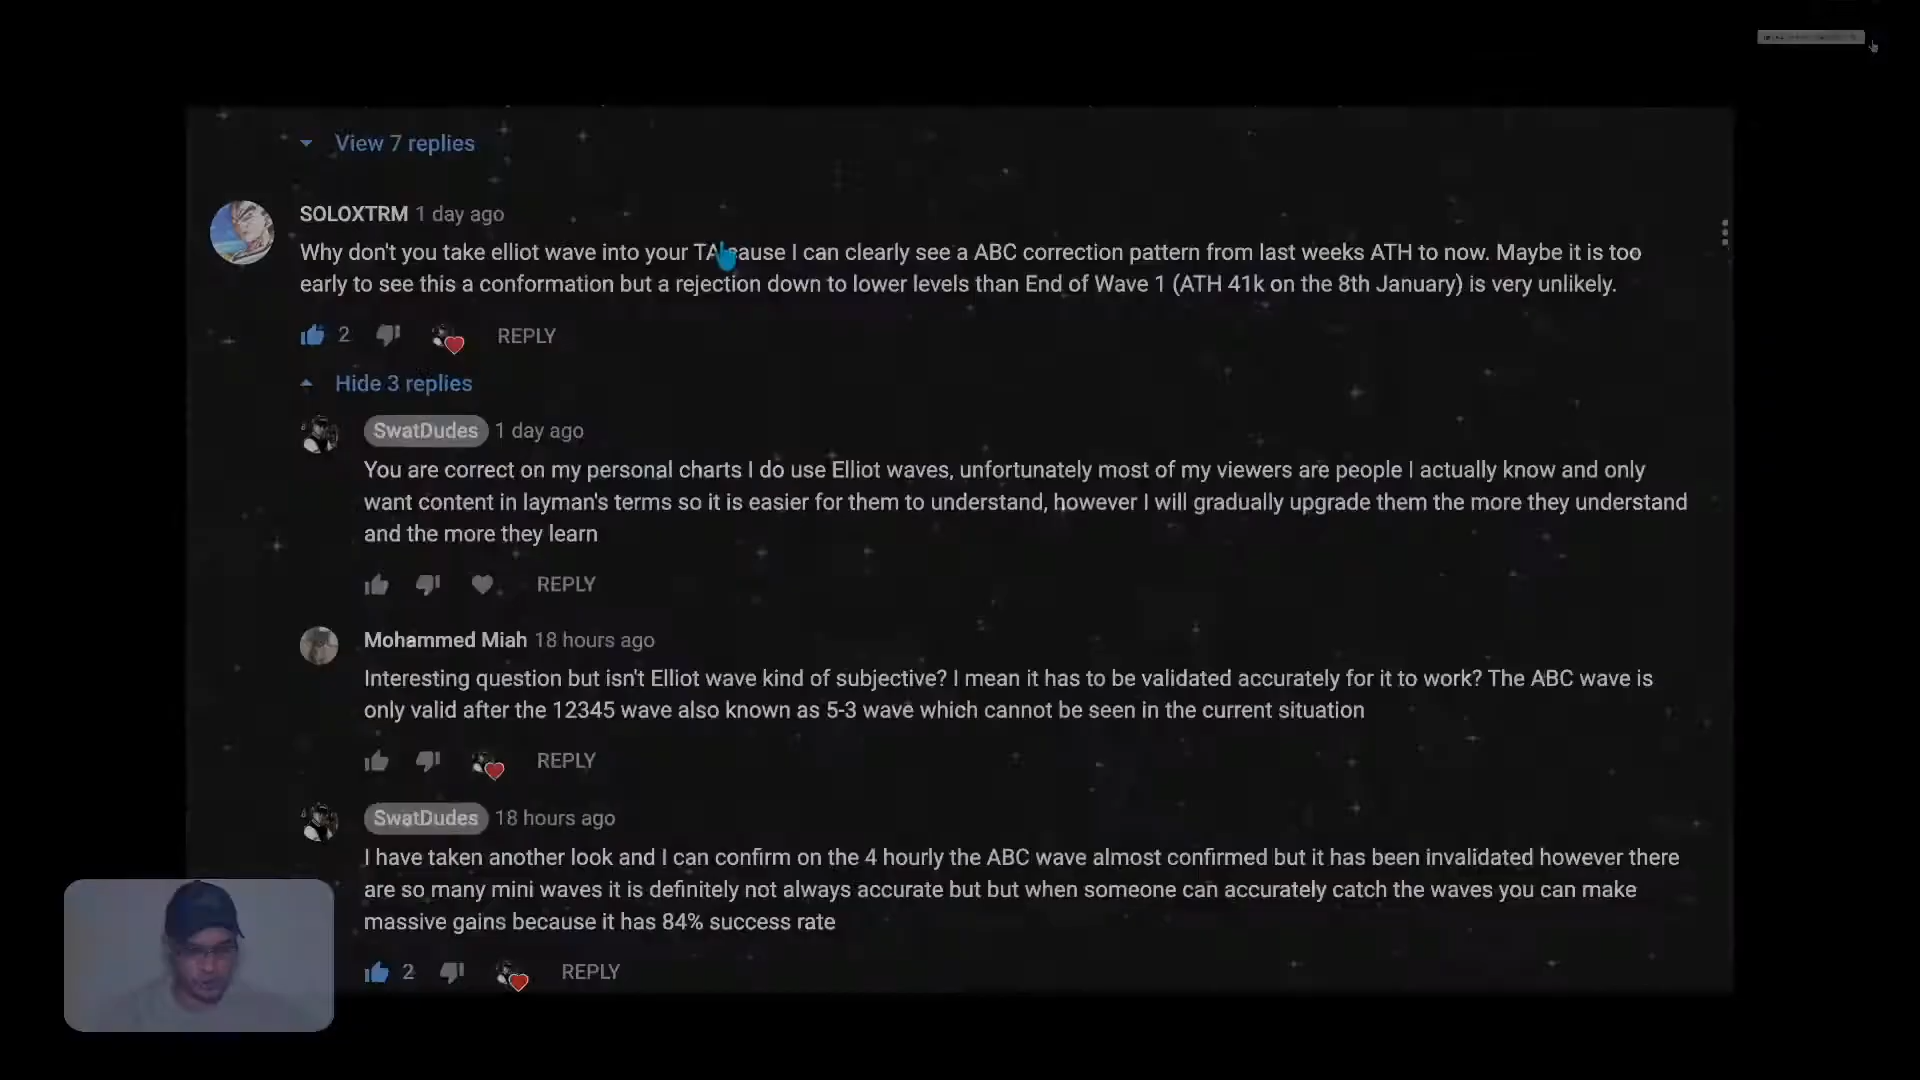 View 7 replies
SOLOXTRM 1 day ago
Why don't you take elliot wave into your TA cause I can clearly see a ABC correction pattern from last weeks ATH to now. Maybe it is too
early to see this a conformation but a rejection down to lower levels than End of Wave 1 (ATH 41k on the 8th January) is very unlikely.
2 REPLY
Hide 3 replies
SwatDudes 1 day ago
You are correct on my personal charts I do use Elliot waves, unfortunately most of my viewers are people I actually know and only
want content in layman's terms so it is easier for them to understand, however I will gradually upgrade them the more they understand
and the more they learn
REPLY
Mohammed Miah 18 hours ago
Interesting question but isn't Elliot wave kind of subjective? I mean it has to be validated accurately for it to work? The ABC wave is
only valid after the 12345 wave also known as 5-3 wave which cannot be seen in the current situation
REPLY
SwatDudes 18 hours ago
I have taken another look and I can confirm on the 4 hourly the ABC wave almost confirmed but it has been invalidated however there
are so many mini waves it is definitely not always accurate but but when someone can accurately catch the waves you can make
massive gains because it has 84% success rate
2 REPLY